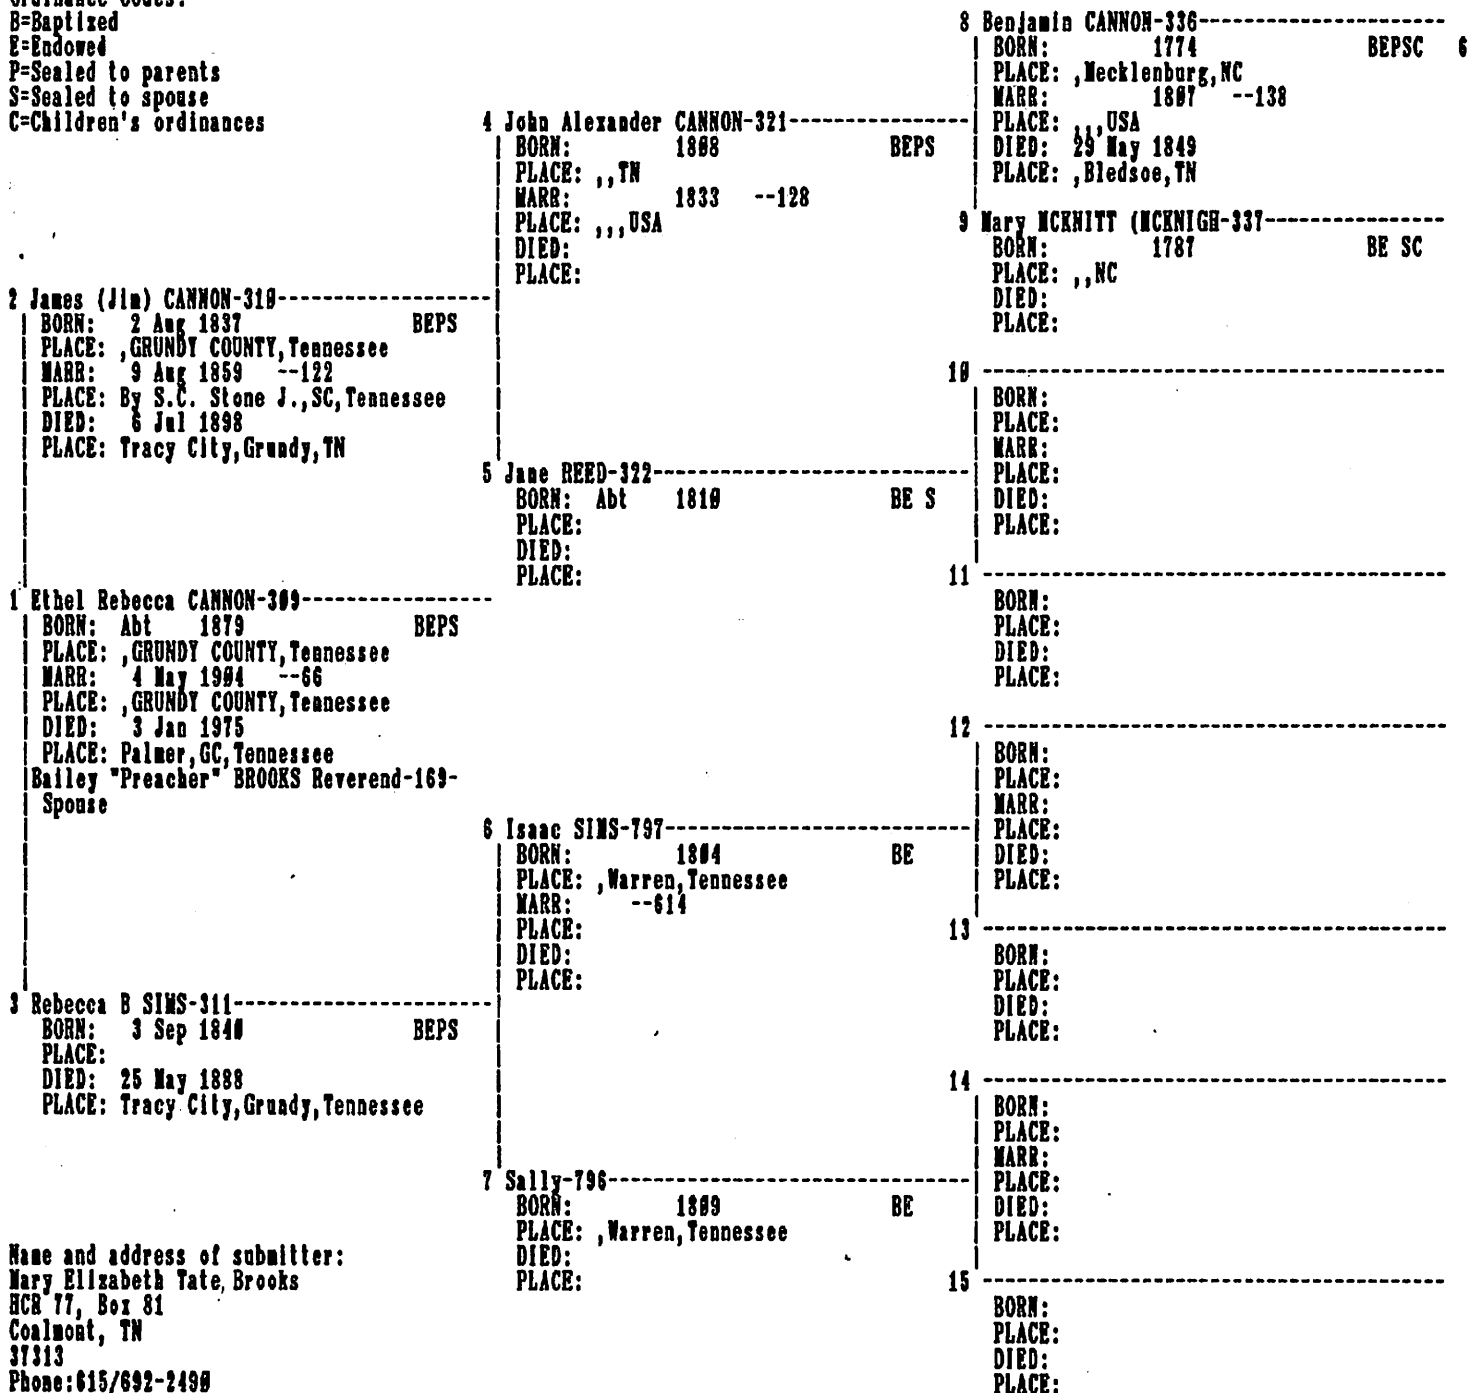 B=Baptized
E=Endowed
P=Sealed to parents
S=Sealed to spouse
C=Children's ordinances
8 Benjamin CANNON-336
BORN: 1774 BEPSC 6
PLACE: ,Mecklenburg,NC
MARR: 1807 --138
PLACE: ,,,USA
DIED: 29 May 1849
PLACE: ,Bledsoe,TN
4 John Alexander CANNON-321
BORN: 1808 BEPS
PLACE: ,,TN
MARR: 1833 --128
PLACE: ,,,USA
DIED:
PLACE:
9 Mary MCKNITT (MCKNIGH-337
BORN: 1787 BE SC
PLACE: ,,NC
DIED:
PLACE:
2 James (Jim) CANNON-310
BORN: 2 Aug 1837 BEPS
PLACE: ,GRUNDY COUNTY,Tennessee
MARR: 9 Aug 1859 --122
PLACE: By S.C. Stone J.,SC,Tennessee
DIED: 6 Jul 1898
PLACE: Tracy City,Grundy,TN
10
BORN:
PLACE:
MARR:
PLACE:
DIED:
PLACE:
5 Jane REED-322
BORN: Abt 1810 BE S
PLACE:
DIED:
PLACE:
11
BORN:
PLACE:
DIED:
PLACE:
1 Ethel Rebecca CANNON-309
BORN: Abt 1879 BEPS
PLACE: ,GRUNDY COUNTY,Tennessee
MARR: 4 May 1904 --66
PLACE: ,GRUNDY COUNTY,Tennessee
DIED: 3 Jan 1975
PLACE: Palmer,GC,Tennessee
Bailey "Preacher" BROOKS Reverend-169-
Spouse
12
BORN:
PLACE:
MARR:
PLACE:
DIED:
PLACE:
6 Isaac SIMS-797
BORN: 1804 BE
PLACE: ,Warren,Tennessee
MARR: --614
PLACE:
DIED:
PLACE:
13
BORN:
PLACE:
DIED:
PLACE:
3 Rebecca B SIMS-311
BORN: 3 Sep 1840 BEPS
PLACE:
DIED: 25 May 1888
PLACE: Tracy City,Grundy,Tennessee
14
BORN:
PLACE:
MARR:
PLACE:
DIED:
PLACE:
7 Sally-796
BORN: 1809 BE
PLACE: ,Warren,Tennessee
DIED:
PLACE:
15
BORN:
PLACE:
DIED:
PLACE:
Name and address of submitter:
Mary Elizabeth Tate, Brooks
HCR 77, Box 81
Coalmont, TN
37313
Phone:615/692-2490